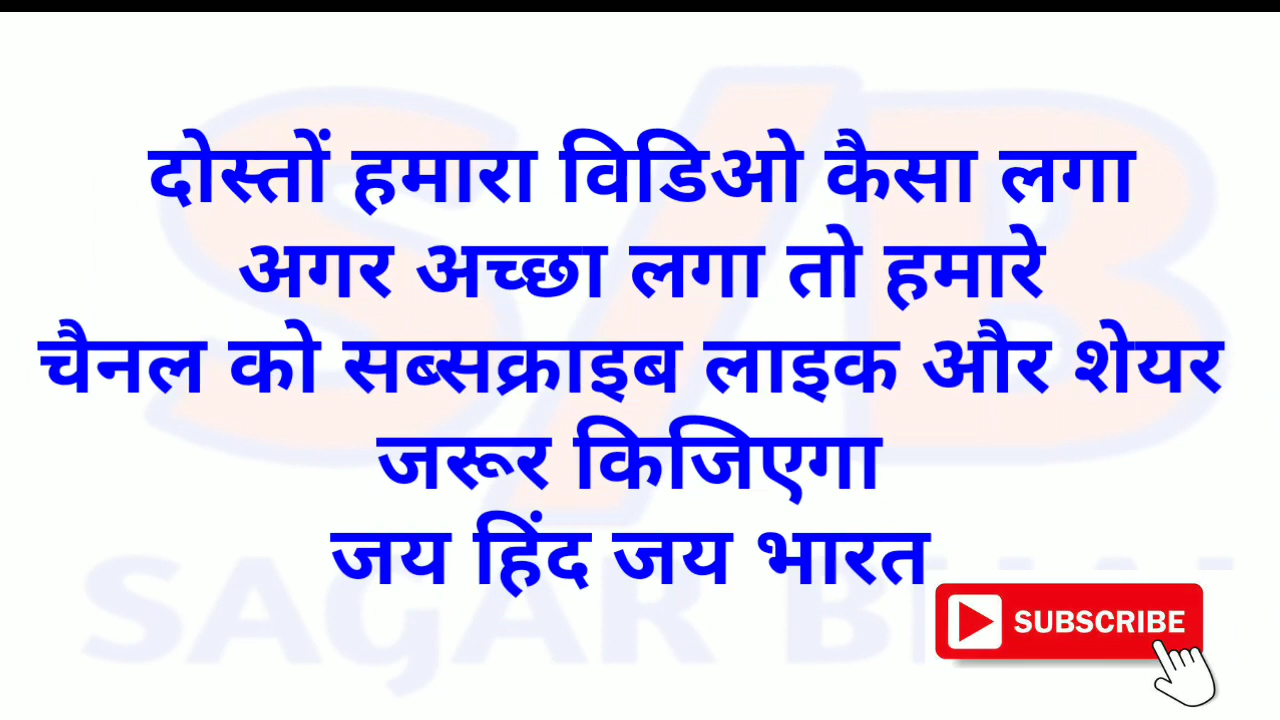 दोस्तों हमारा विडिओ कैसा लगा
अगर अच्छा लगा तो हमारे
चैनल को सब्सक्राइब लाइक और शेयर
जरूर किजिएगा
जय हिंद जय भारत
SUBSCRIBE
S/B
SAGAR